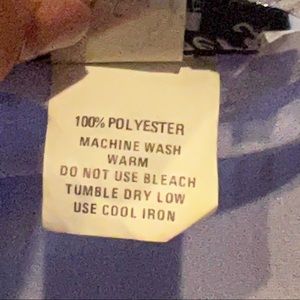 100% POLYESTER
MACHINE WASH
WARM
DO NOT USE BLEACH
TUMBLE DRY LOW
USE COOL IRON